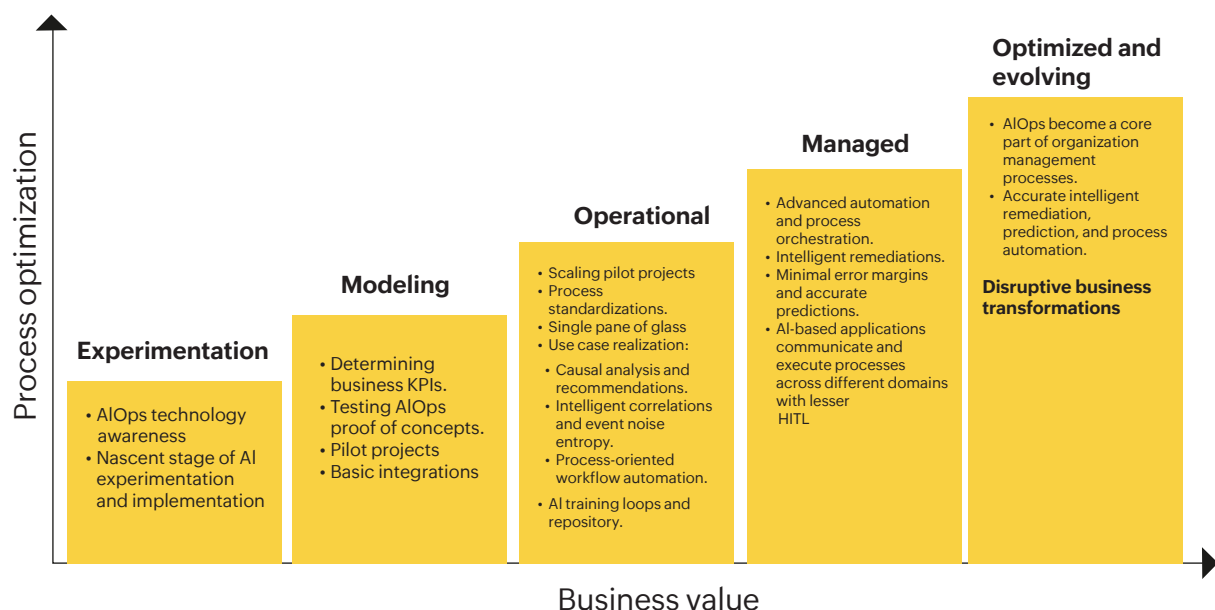 Process optimization
Experimentation
• AIOps technology
awareness
• Nascent stage of AI
experimentation
and implementation
Modeling
• Determining
business KPIs.
• Testing AIOps
proof of concepts.
• Pilot projects
• Basic integrations
Operational
• Scaling pilot projects
• Process
standardizations.
• Single pane of glass
• Use case realization:
• Causal analysis and
recommendations.
• Intelligent correlations
and event noise
entropy.
• Process-oriented
workflow automation.
• AI training loops and
repository.
Managed
• Advanced automation
and process
orchestration.
• Intelligent remediations.
• Minimal error margins
and accurate
predictions.
• AI-based applications
communicate and
execute processes
across different domains
with lesser
HITL
Optimized and
evolving
• AIOps become a core
part of organization
management
processes.
• Accurate intelligent
remediation,
prediction, and process
automation.
Disruptive business
transformations
Business value